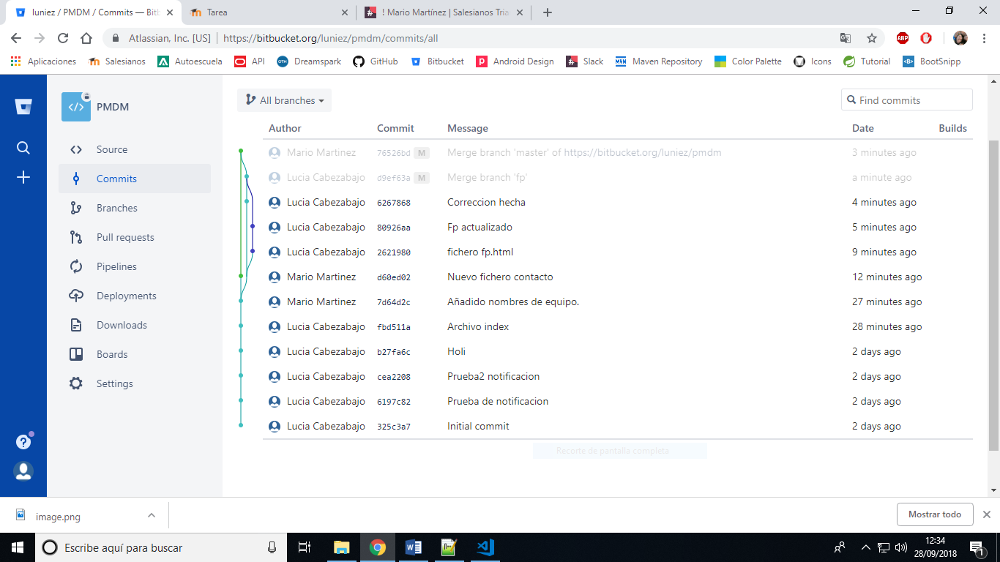 luniez / PMDM / Commits — Bitb
Tarea
! Mario Martínez | Salesianos Tria
Atlassian, Inc. [US] | https://bitbucket.org/luniez/pmdm/commits/all
ABP
Aplicaciones Salesianos Autoescuela API Dreamspark GitHub Bitbucket Android Design Slack Maven Repository Color Palette Icons Tutorial BootSnipp
PMDM
Source
Commits
Branches
Pull requests
Pipelines
Deployments
Downloads
Boards
Settings
All branches
Find commits
Author Commit Message Date Builds
Mario Martinez 76526bd M Merge branch 'master' of https://bitbucket.org/luniez/pmdm 3 minutes ago
Lucia Cabezabajo d9ef63a M Merge branch 'fp' a minute ago
Lucia Cabezabajo 6267868 Correccion hecha 4 minutes ago
Lucia Cabezabajo 80926aa Fp actualizado 5 minutes ago
Lucia Cabezabajo 2621980 fichero fp.html 9 minutes ago
Mario Martinez d60ed02 Nuevo fichero contacto 12 minutes ago
Mario Martinez 7d64d2c Añadido nombres de equipo. 27 minutes ago
Lucia Cabezabajo fbd511a Archivo index 28 minutes ago
Lucia Cabezabajo b27fa6c Holi 2 days ago
Lucia Cabezabajo cea2208 Prueba2 notificacion 2 days ago
Lucia Cabezabajo 6197c82 Prueba de notificacion 2 days ago
Lucia Cabezabajo 325c3a7 Initial commit 2 days ago
Recorte de pantalla completa
image.png
Mostrar todo
Escribe aquí para buscar
12:34
28/09/2018
1